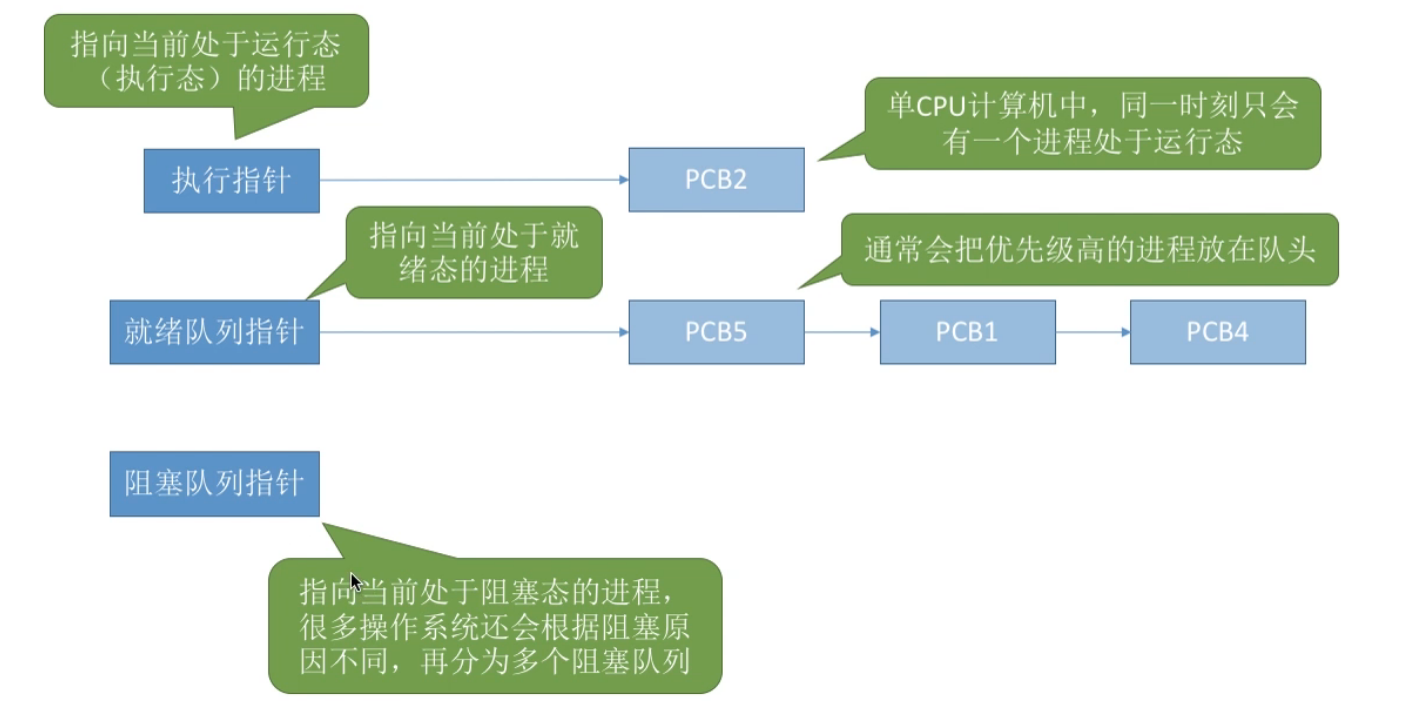 指向当前处于运行态
（执行态）的进程
单CPU计算机中，同一时刻只会
有一个进程处于运行态
执行指针
PCB2
指向当前处于就
绪态的进程
通常会把优先级高的进程放在队头
就绪队列指针
PCB5
PCB1
PCB4
阻塞队列指针
指向当前处于阻塞态的进程，
很多操作系统还会根据阻塞原
因不同，再分为多个阻塞队列